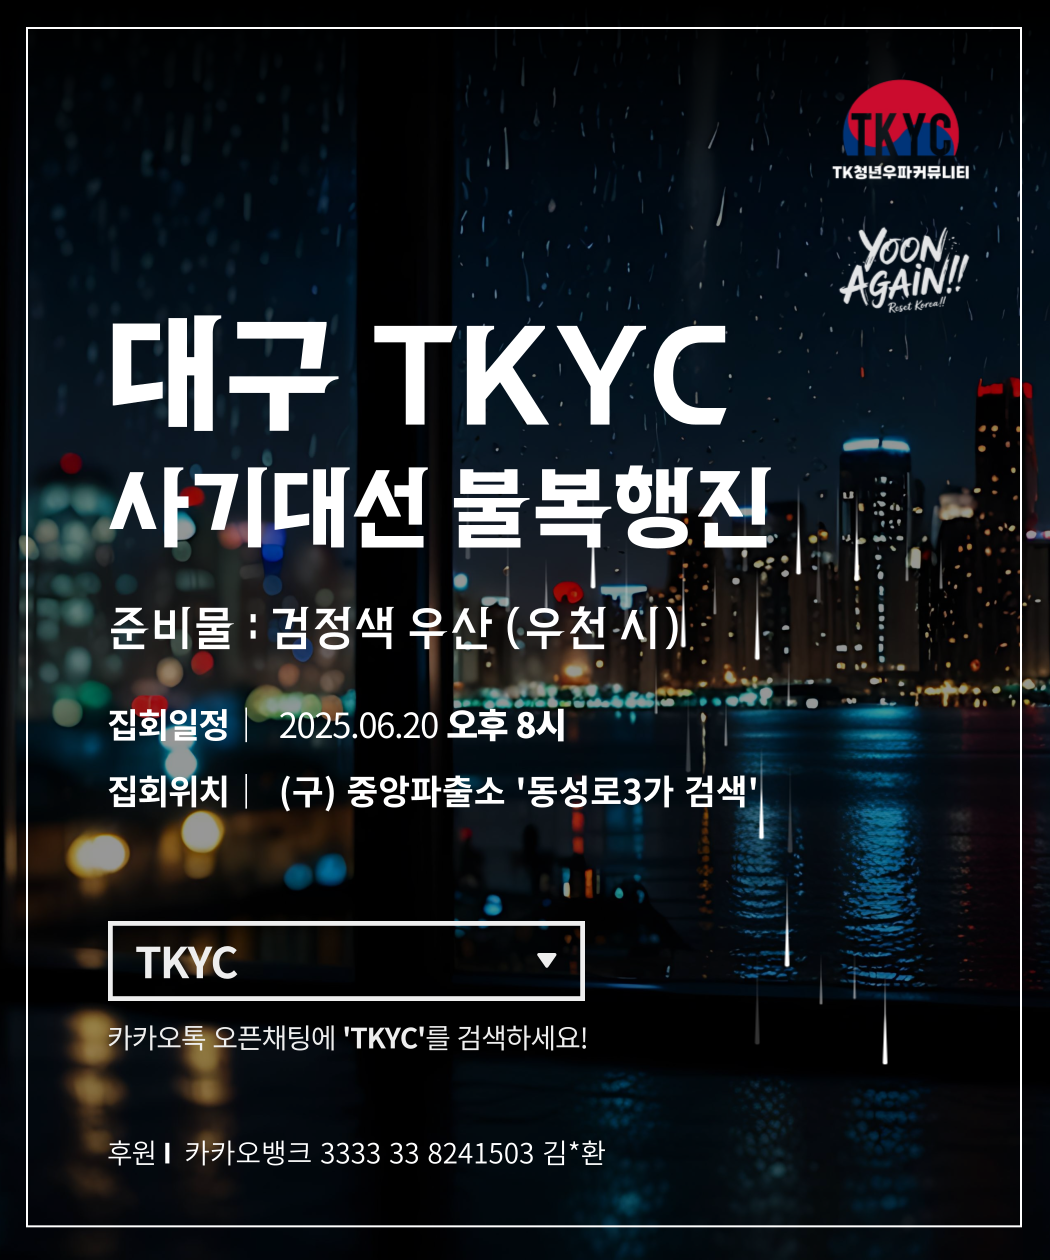 TKYC
TK청년우파커뮤니티
YOON
AGAIN!!
Reset Korea!!
대구 TKYC
사기대선 불복행진
준비물 : 검정색 우산 (우천 시)
집회일정 | 2025.06.20 오후 8시
집회위치 | (구) 중앙파출소 '동성로3가 검색'
TKYC
카카오톡 오픈채팅에 'TKYC'를 검색하세요!
후원 I 카카오뱅크 3333 33 8241503 김*환